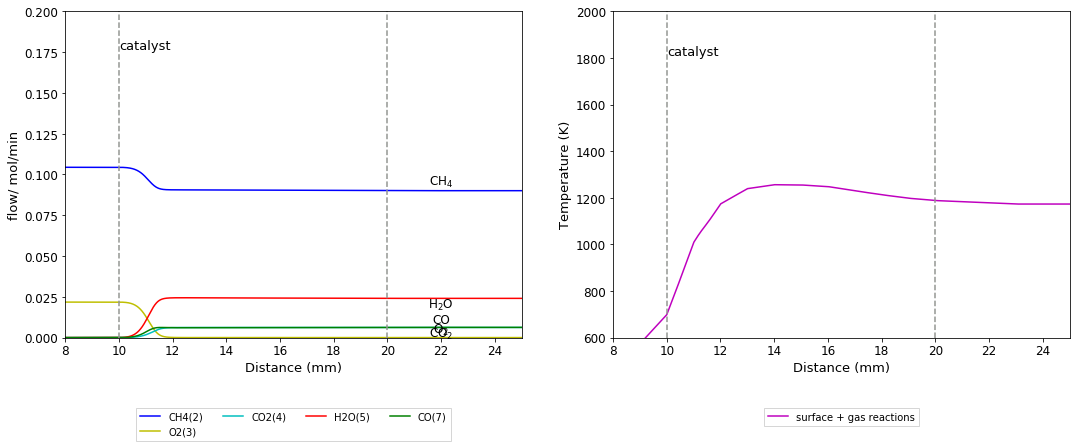 0.200
0.175
0.150
0.125
0.100
0.075
0.050
0.025
0.000
flow/ mol/min
catalyst
CH₄
H₂O
CO
O₂
CO₂
8 10 12 14 16 18 20 22 24
Distance (mm)
CH4(2) CO2(4) H2O(5) CO(7)
O2(3)
2000
1800
1600
1400
1200
1000
800
600
Temperature (K)
catalyst
8 10 12 14 16 18 20 22 24
Distance (mm)
surface + gas reactions